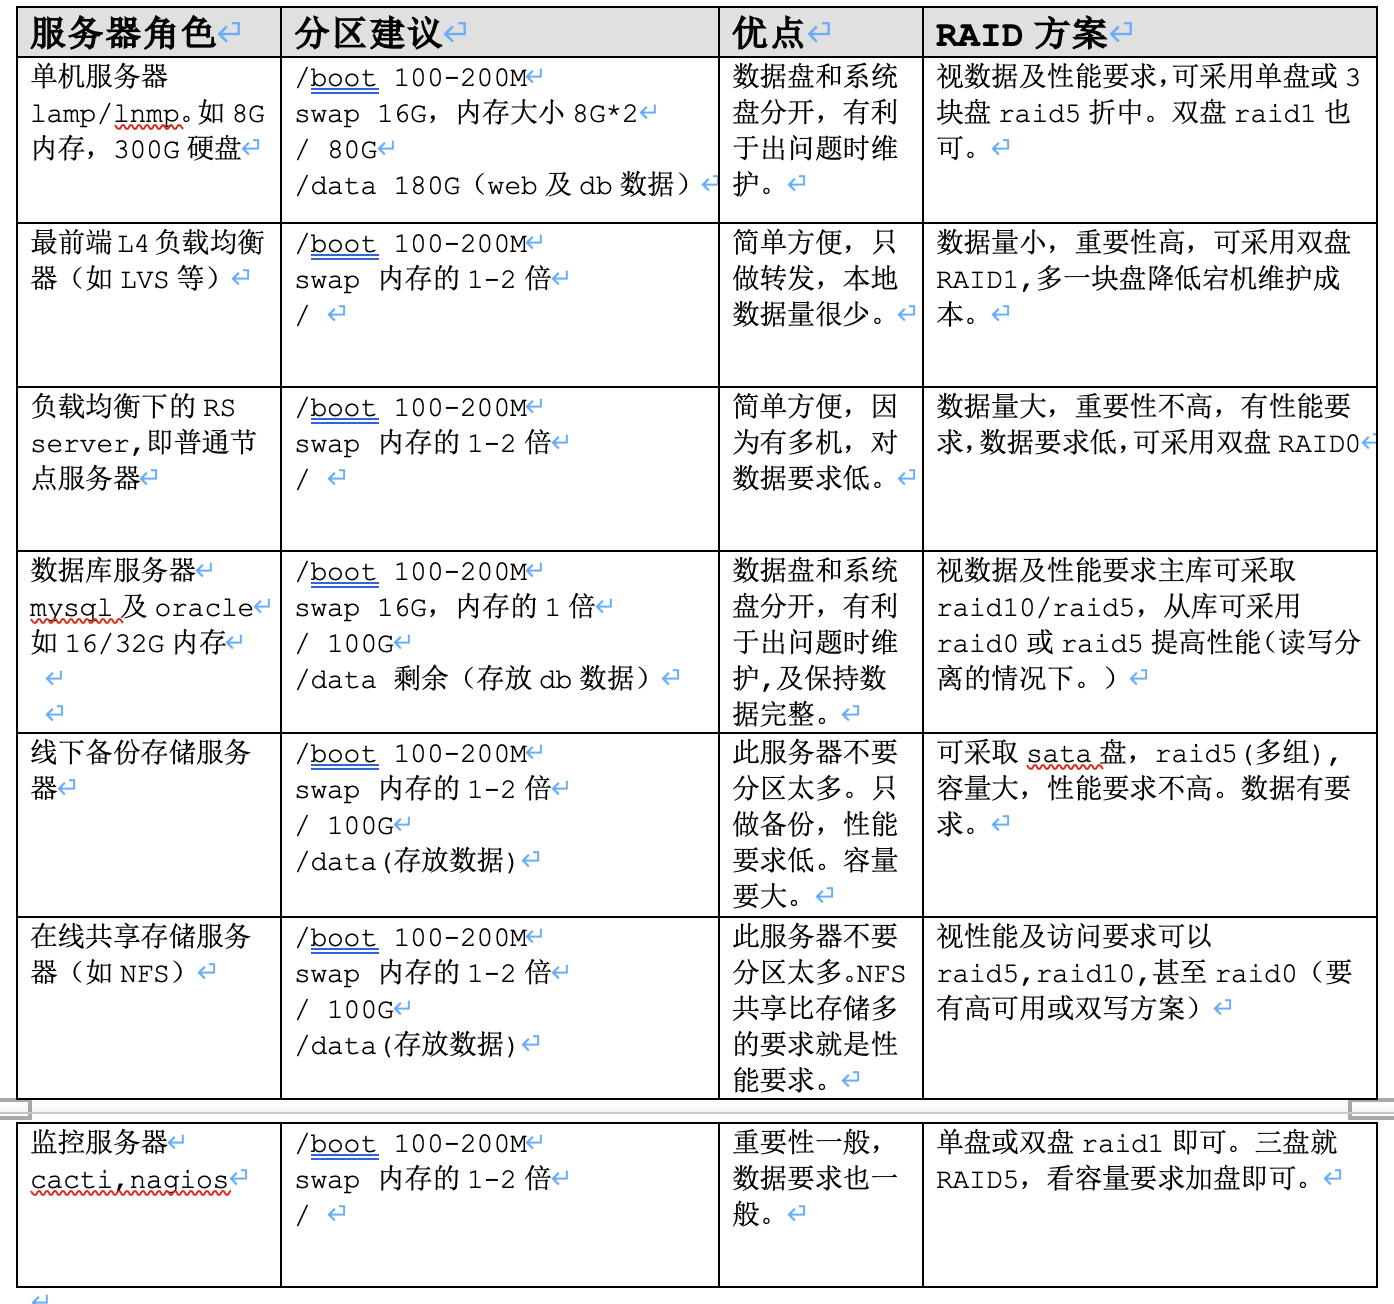 服务器角色 分区建议 优点 RAID 方案
单机服务器
lamp/lnmp。如 8G
内存，300G 硬盘
/boot 100-200M
swap 16G，内存大小 8G*2
/ 80G
/data 180G（web 及 db 数据）
数据盘和系统
盘分开，有利
于出问题时维
护。
视数据及性能要求,可采用单盘或 3
块盘 raid5 折中。双盘 raid1 也
可。
最前端 L4 负载均衡
器（如 LVS 等）
/boot 100-200M
swap 内存的 1-2 倍
/
简单方便，只
做转发，本地
数据量很少。
数据量小，重要性高，可采用双盘
RAID1,多一块盘降低宕机维护成
本。
负载均衡下的 RS
server,即普通节
点服务器
/boot 100-200M
swap 内存的 1-2 倍
/
简单方便，因
为有多机，对
数据要求低。
数据量大，重要性不高，有性能要
求,数据要求低,可采用双盘 RAID0
数据库服务器
mysql 及 oracle
如 16/32G 内存
/boot 100-200M
swap 16G，内存的 1 倍
/ 100G
/data 剩余（存放 db 数据）
数据盘和系统
盘分开，有利
于出问题时维
护,及保持数
据完整。
视数据及性能要求主库可采取
raid10/raid5，从库可采用
raid0 或 raid5 提高性能(读写分
离的情况下。）
线下备份存储服务
器
/boot 100-200M
swap 内存的 1-2 倍
/ 100G
/data(存放数据)
此服务器不要
分区太多。只
做备份，性能
要求低。容量
要大。
可采取 sata 盘，raid5(多组),
容量大，性能要求不高。数据有要
求。
在线共享存储服务
器（如 NFS）
/boot 100-200M
swap 内存的 1-2 倍
/ 100G
/data(存放数据)
此服务器不要
分区太多。NFS
共享比存储多
的要求就是性
能要求。
视性能及访问要求可以
raid5,raid10,甚至 raid0（要
有高可用或双写方案）
监控服务器
cacti,nagios
/boot 100-200M
swap 内存的 1-2 倍
/
重要性一般，
数据要求也一
般。
单盘或双盘 raid1 即可。三盘就
RAID5，看容量要求加盘即可。